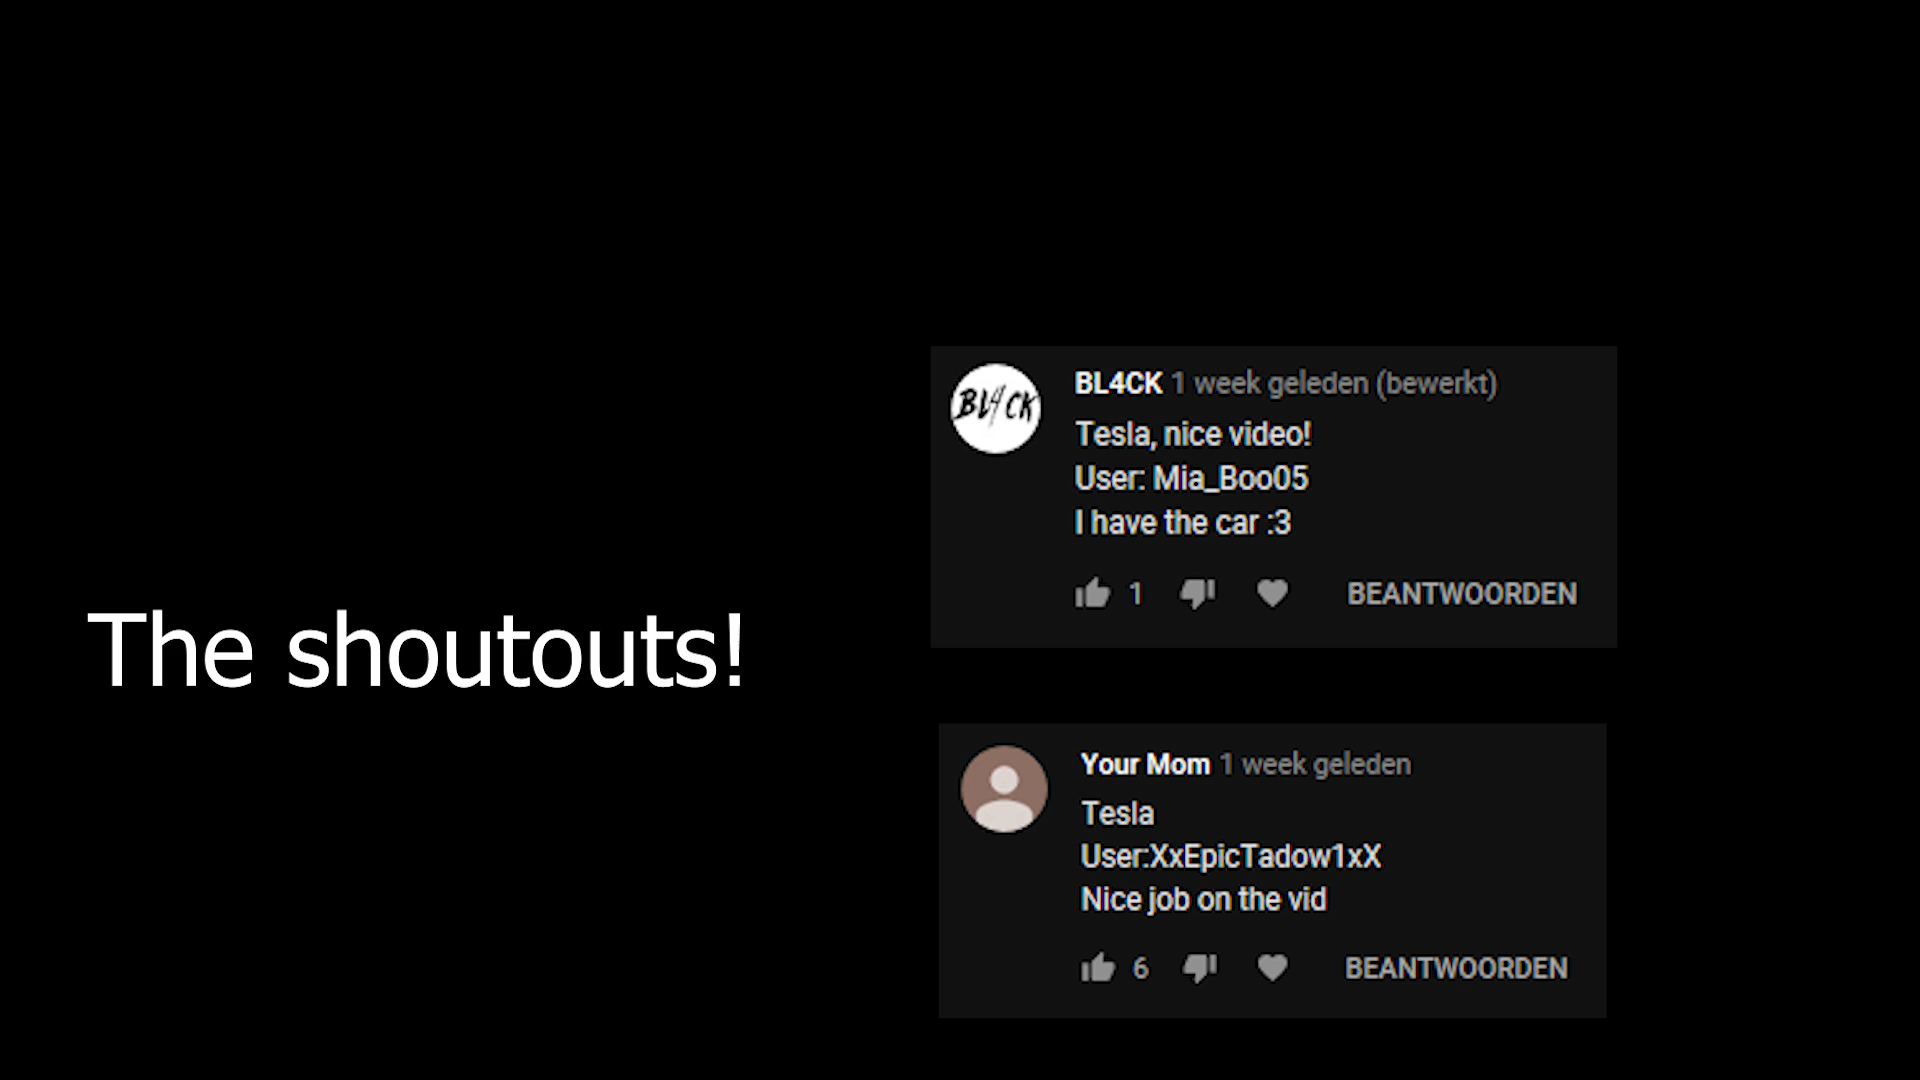 The shoutouts!
BL4CK
BL4CK 1 week geleden (bewerkt)
Tesla, nice video!
User: Mia_Boo05
I have the car :3
1 BEANTWOORDEN
Your Mom 1 week geleden
Tesla
User:XxEpicTadow1xX
Nice job on the vid
6 BEANTWOORDEN